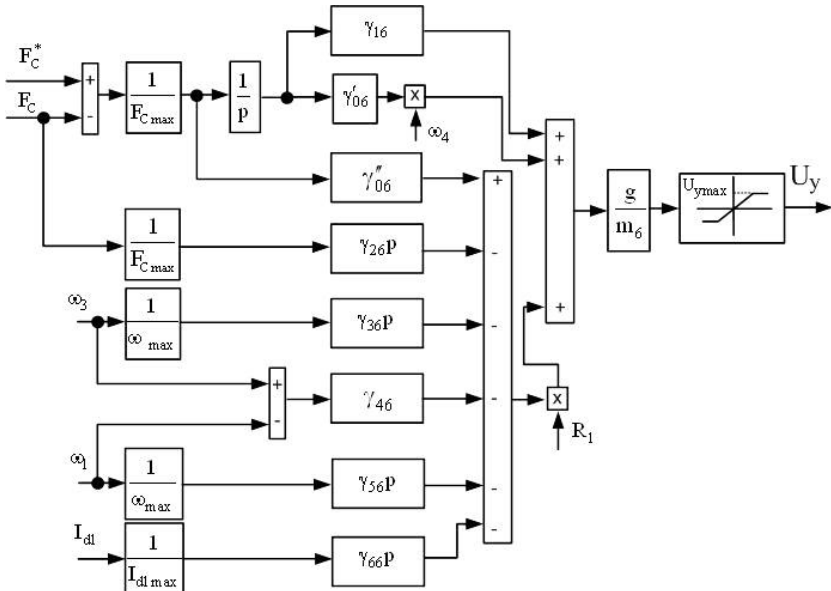 γ16
F*C
+
-
1
FC max
1
p
γ'06
x
ω4
+
+
FC
γ''06
+
g
m6
Uymax
Uy
1
FC max
γ26p
-
ω3
1
ω max
γ36p
-
+
+
-
γ46
-
x
R1
ω1
1
ωmax
γ56p
-
-
Id1
1
Id1 max
γ66p